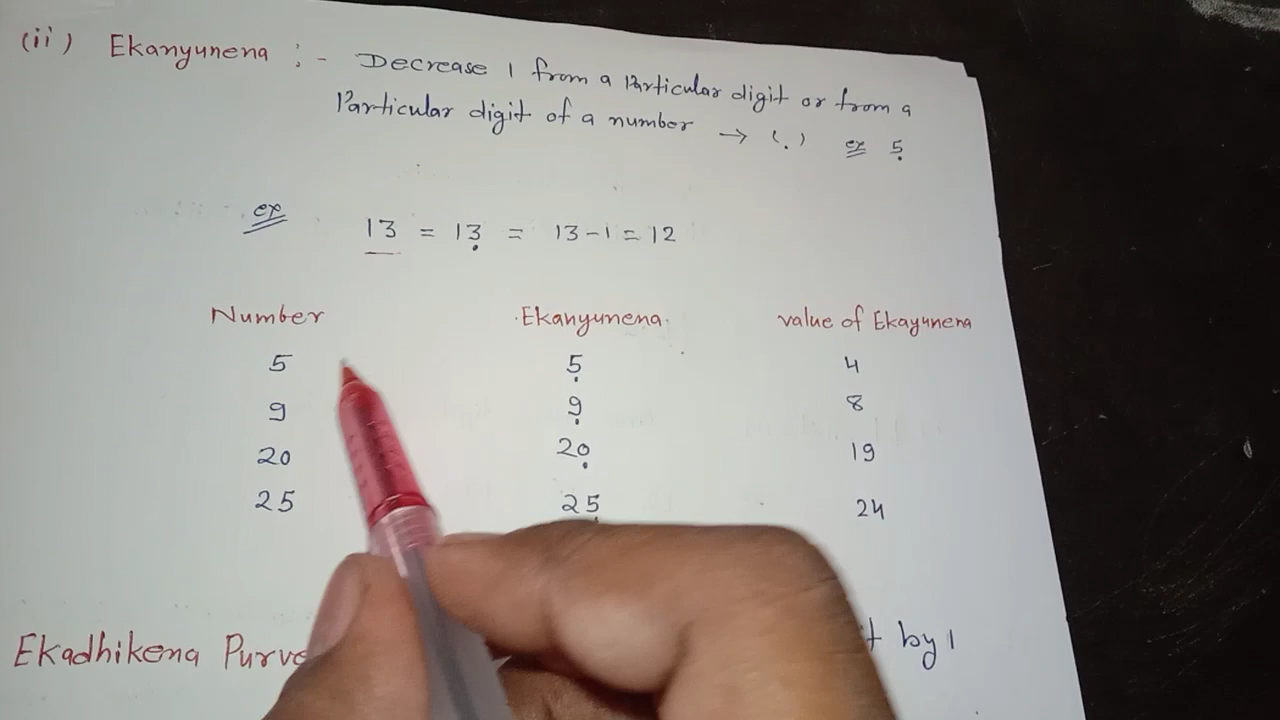 (ii) Ekanyunena :- Decrease 1 from a Particular digit or from a
Particular digit of a number → (.) ex 5̣
ex 13 = 13̣ = 13-1 = 12
Number Ekanyunena value of Ekayunena
5 5̣ 4
9 9̣ 8
20 20̣ 19
25 25̣ 24
Ekadhikena by 1